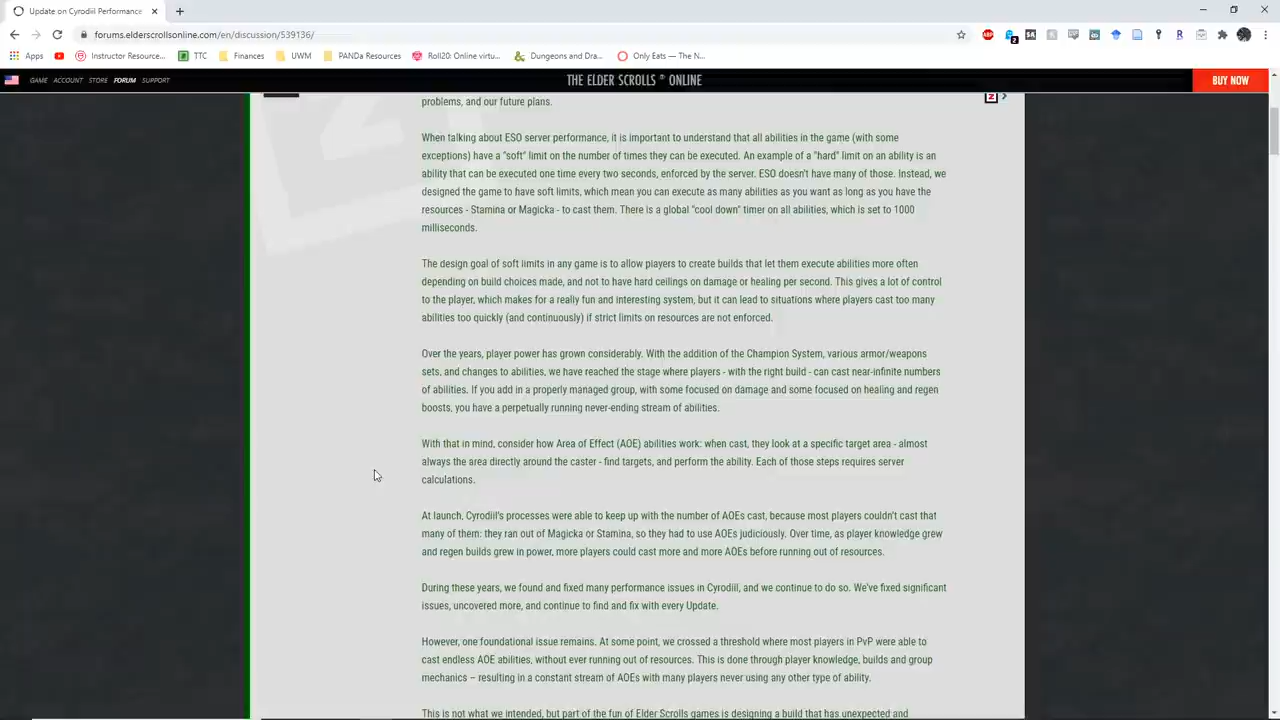 Update on Cyrodiil Performance
forums.elderscrollsonline.com/en/discussion/539136/
Apps
Instructor Resource...
TTC
Finances
UWM
PANDa Resources
Roll20: Online virtu...
Dungeons and Dra...
Only Eats — The N...
GAME ACCOUNT STORE FORUM SUPPORT
THE ELDER SCROLLS ® ONLINE
BUY NOW
problems, and our future plans.
When talking about ESO server performance, it is important to understand that all abilities in the game (with some
exceptions) have a "soft" limit on the number of times they can be executed. An example of a "hard" limit on an ability is an
ability that can be executed one time every two seconds, enforced by the server. ESO doesn't have many of those. Instead, we
designed the game to have soft limits, which mean you can execute as many abilities as you want as long as you have the
resources - Stamina or Magicka - to cast them. There is a global "cool down" timer on all abilities, which is set to 1000
milliseconds.
The design goal of soft limits in any game is to allow players to create builds that let them execute abilities more often
depending on build choices made, and not to have hard ceilings on damage or healing per second. This gives a lot of control
to the player, which makes for a really fun and interesting system, but it can lead to situations where players cast too many
abilities too quickly (and continuously) if strict limits on resources are not enforced.
Over the years, player power has grown considerably. With the addition of the Champion System, various armor/weapons
sets, and changes to abilities, we have reached the stage where players - with the right build - can cast near-infinite numbers
of abilities. If you add in a properly managed group, with some focused on damage and some focused on healing and regen
boosts, you have a perpetually running never-ending stream of abilities.
With that in mind, consider how Area of Effect (AOE) abilities work: when cast, they look at a specific target area - almost
always the area directly around the caster - find targets, and perform the ability. Each of those steps requires server
calculations.
At launch, Cyrodiil's processes were able to keep up with the number of AOEs cast, because most players couldn't cast that
many of them: they ran out of Magicka or Stamina, so they had to use AOEs judiciously. Over time, as player knowledge grew
and regen builds grew in power, more players could cast more and more AOEs before running out of resources.
During these years, we found and fixed many performance issues in Cyrodiil, and we continue to do so. We've fixed significant
issues, uncovered more, and continue to find and fix with every Update.
However, one foundational issue remains. At some point, we crossed a threshold where most players in PvP were able to
cast endless AOE abilities, without ever running out of resources. This is done through player knowledge, builds and group
mechanics – resulting in a constant stream of AOEs with many players never using any other type of ability.
This is not what we intended, but part of the fun of Elder Scrolls games is designing a build that has unexpected and